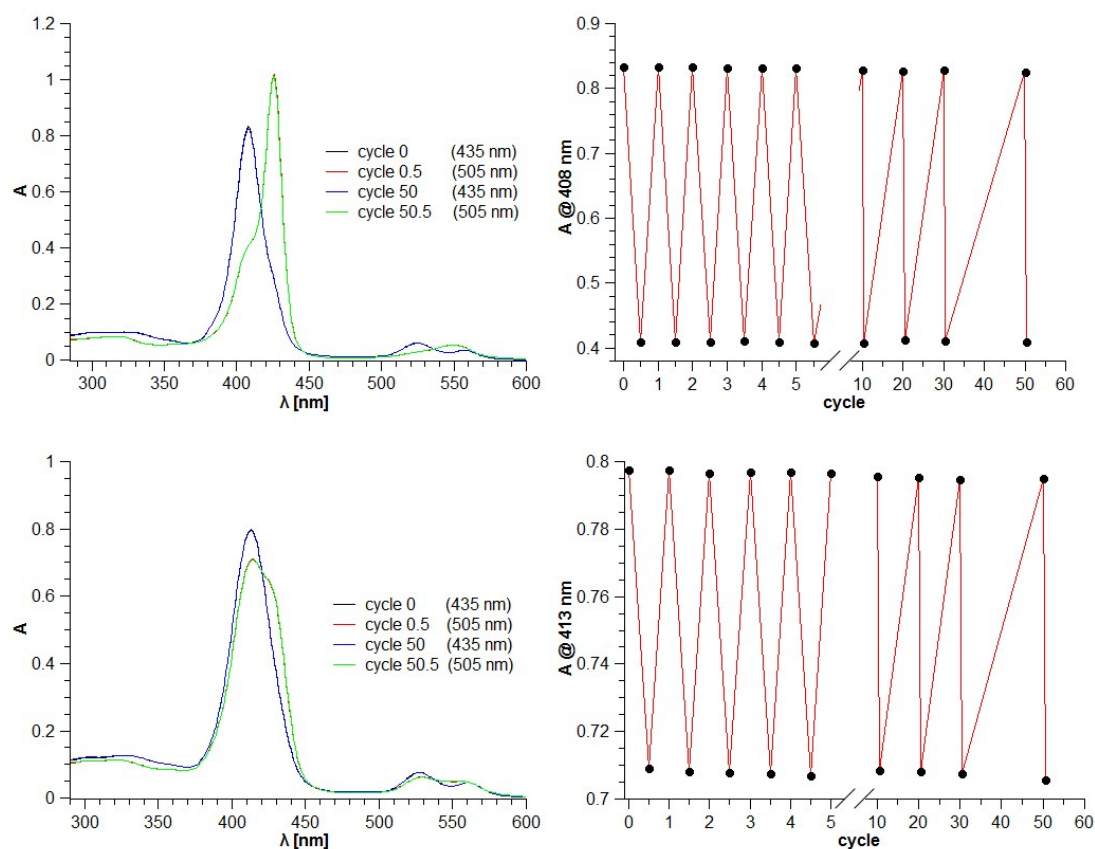 1.2
1
0.8
0.6
0.4
0.2
0
A
300 350 400 450 500 550 600
λ [nm]
cycle 0 (435 nm)
cycle 0.5 (505 nm)
cycle 50 (435 nm)
cycle 50.5 (505 nm)
0.9
0.8
0.7
0.6
0.5
0.4
A @ 408 nm
0 1 2 3 4 5 10 20 30 40 50 60
cycle
1
0.8
0.6
0.4
0.2
0
A
300 350 400 450 500 550 600
λ [nm]
cycle 0 (435 nm)
cycle 0.5 (505 nm)
cycle 50 (435 nm)
cycle 50.5 (505 nm)
0.8
0.78
0.76
0.74
0.72
0.7
A @ 413 nm
0 1 2 3 4 5 10 20 30 40 50 60
cycle